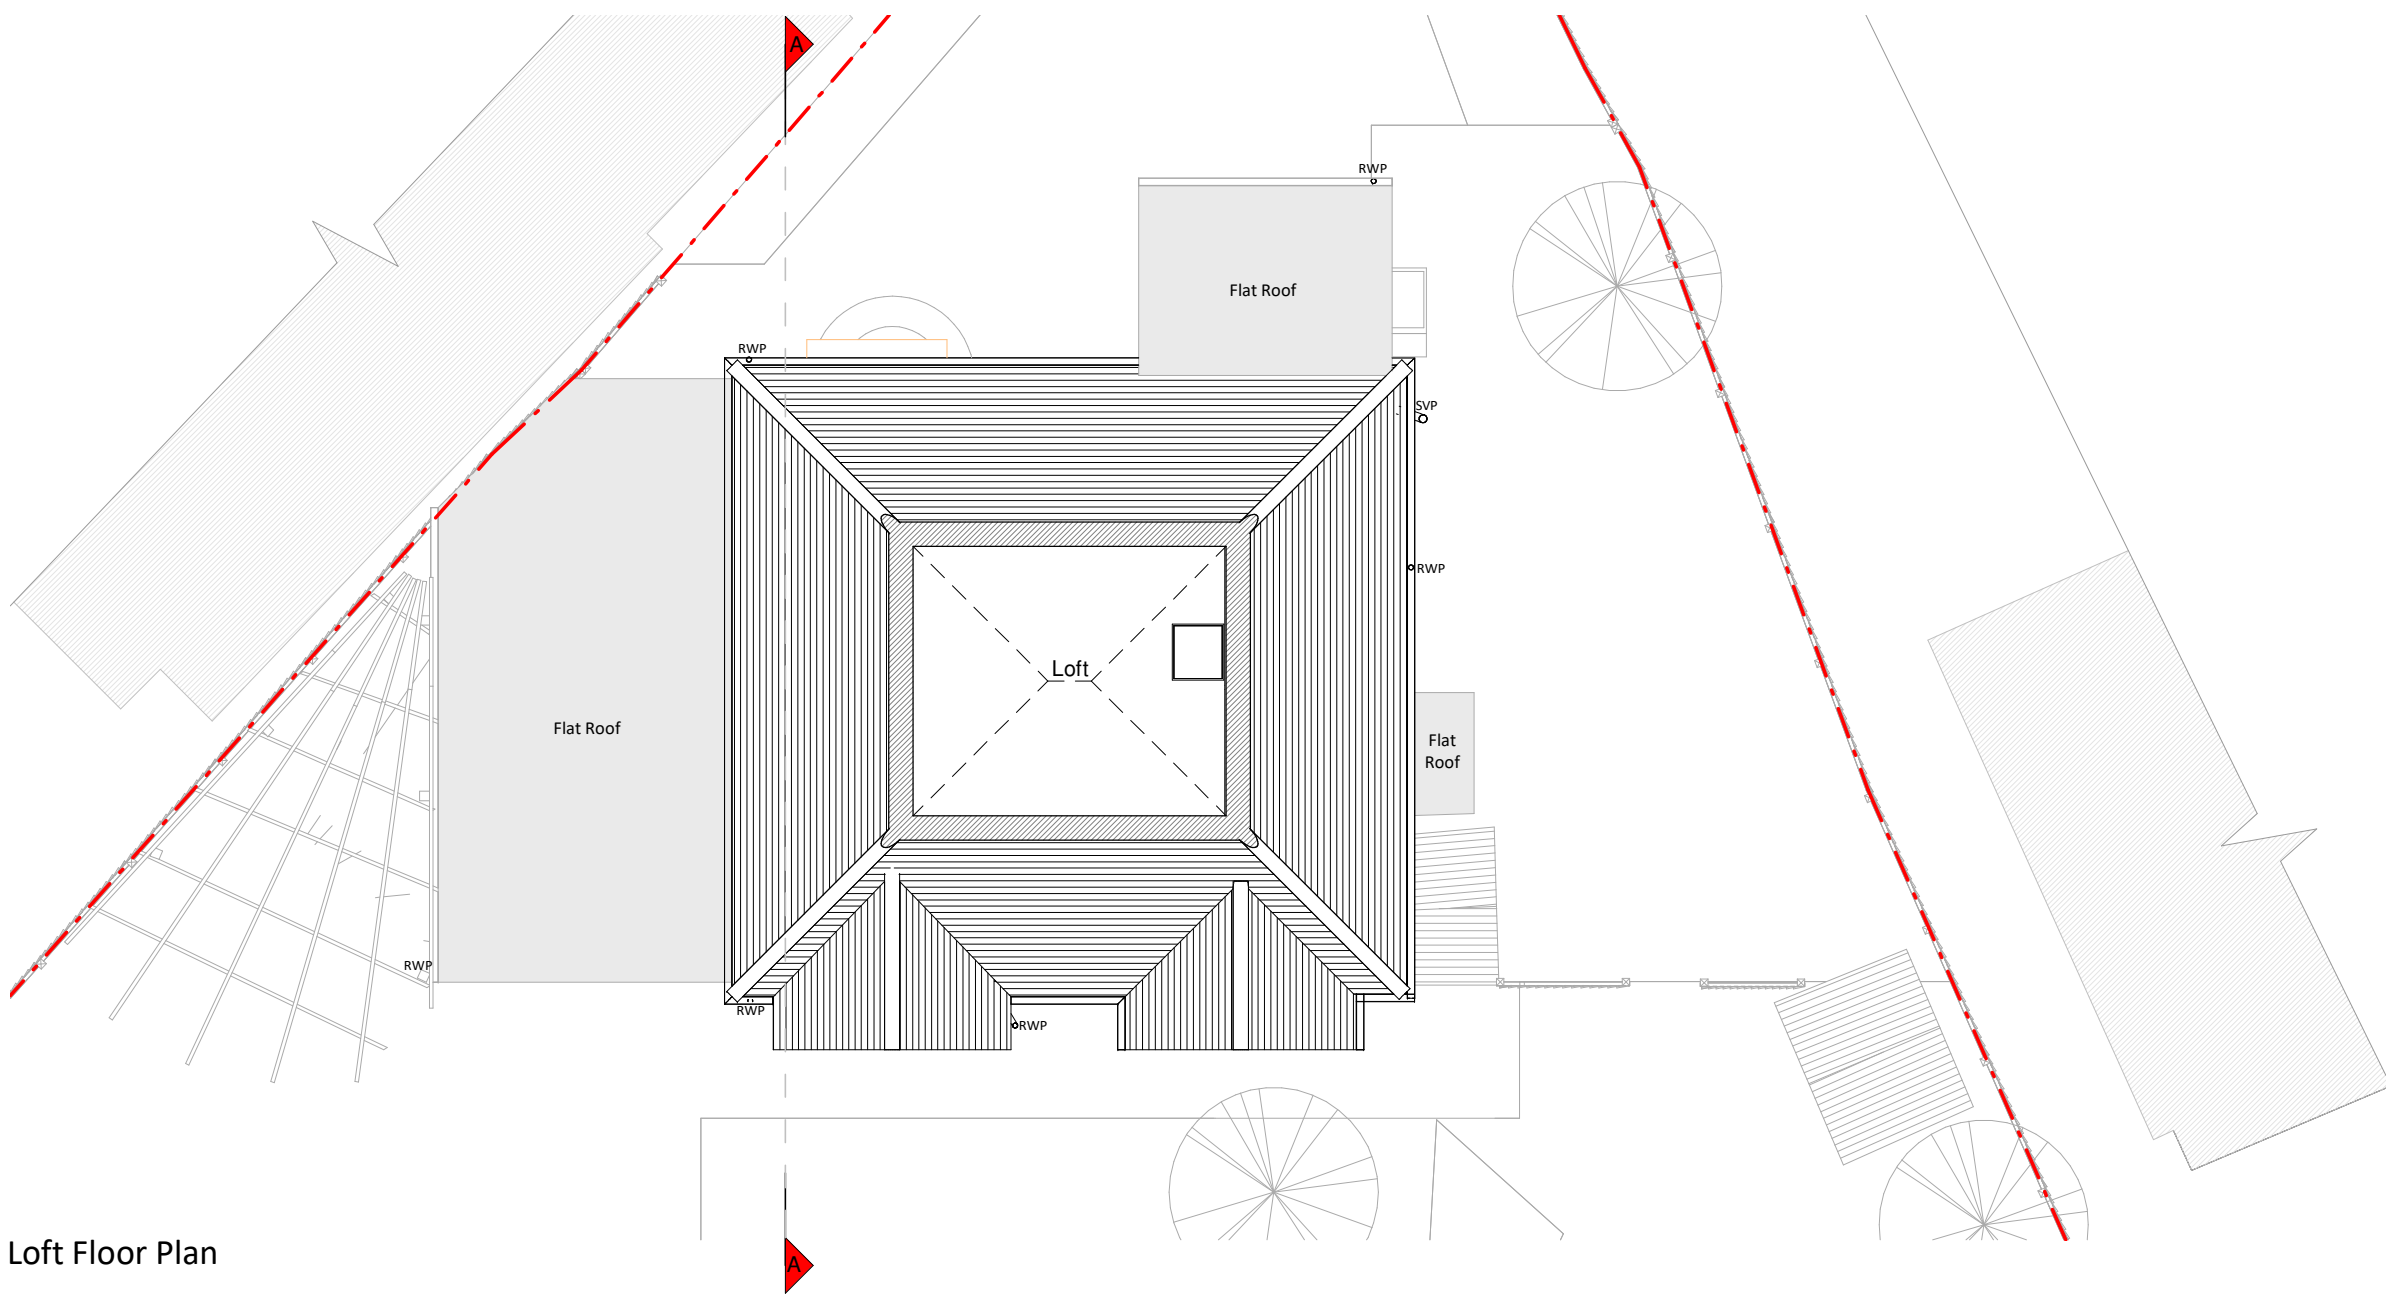 A
RWP
Flat Roof
RWP
SVP
RWP
Loft
Flat Roof
Flat
Roof
RWP
RWP
RWP
Loft Floor Plan
A